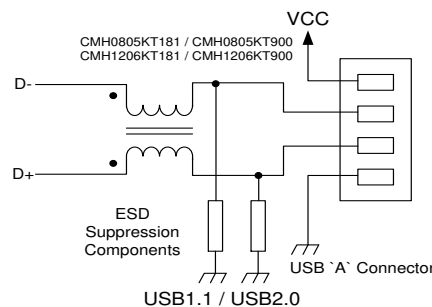 VCC
CMH0805KT181 / CMH0805KT900
CMH1206KT181 / CMH1206KT900
D-
D+
ESD
Suppression
Components
USB `A` Connector
USB1.1 / USB2.0